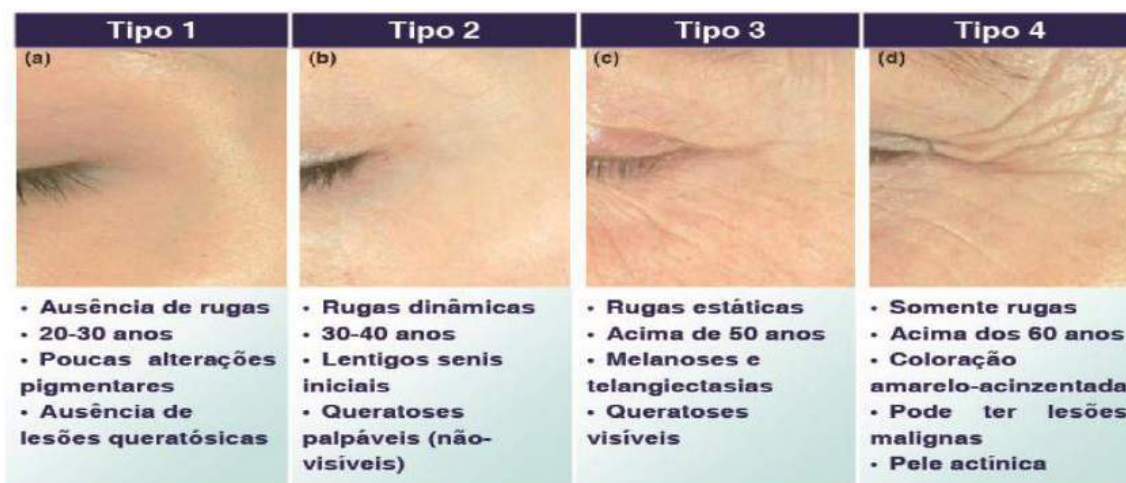 Tipo 1
(a)
• Ausência de rugas
• 20-30 anos
• Poucas alterações
pigmentares
• Ausência de
lesões queratósicas
Tipo 2
(b)
• Rugas dinâmicas
• 30-40 anos
• Lentigos senis
iniciais
• Queratoses
palpáveis (não-
visíveis)
Tipo 3
(c)
• Rugas estáticas
• Acima de 50 anos
• Melanoses e
telangiectasias
• Queratoses
visíveis
Tipo 4
(d)
• Somente rugas
• Acima dos 60 anos
• Coloração
amarelo-acinzentada
• Pode ter lesões
malignas
• Pele actínica